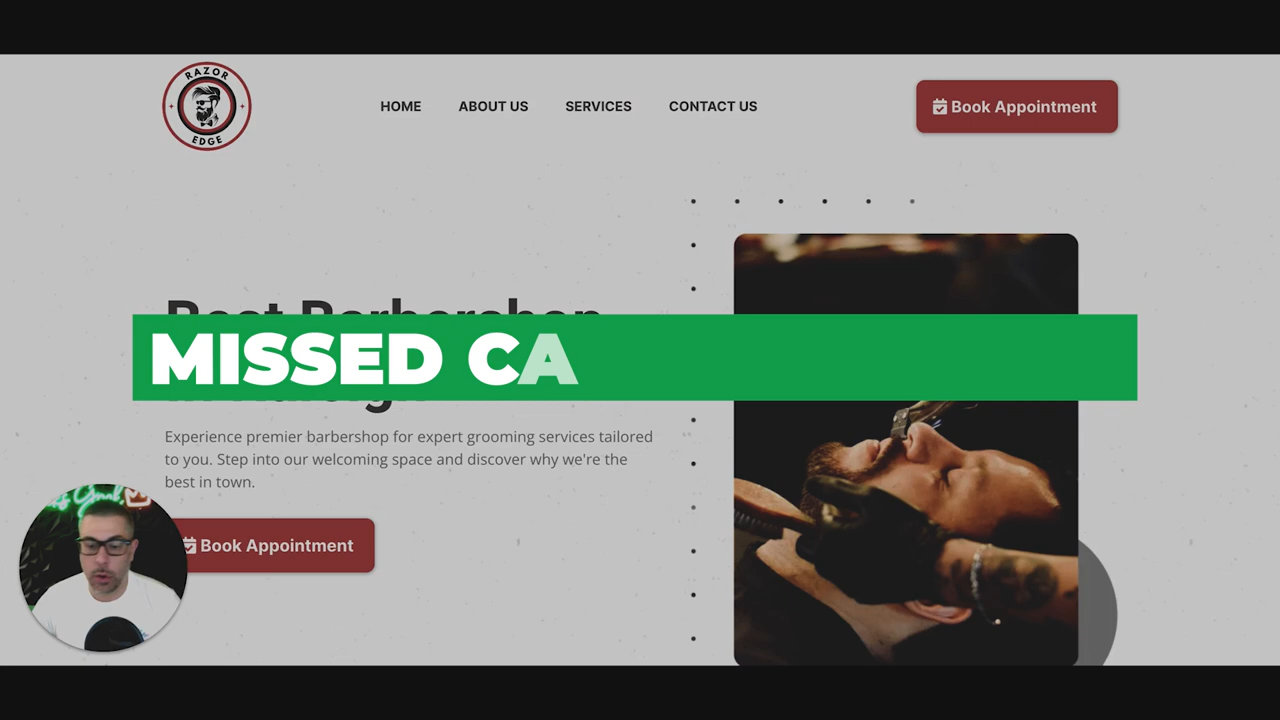 RAZOR
EDGE
HOME
ABOUT US
SERVICES
CONTACT US
Book Appointment
Best Barbershop
MISSED CA
Experience premier barbershop for expert grooming services tailored
to you. Step into our welcoming space and discover why we're the
best in town.
Book Appointment